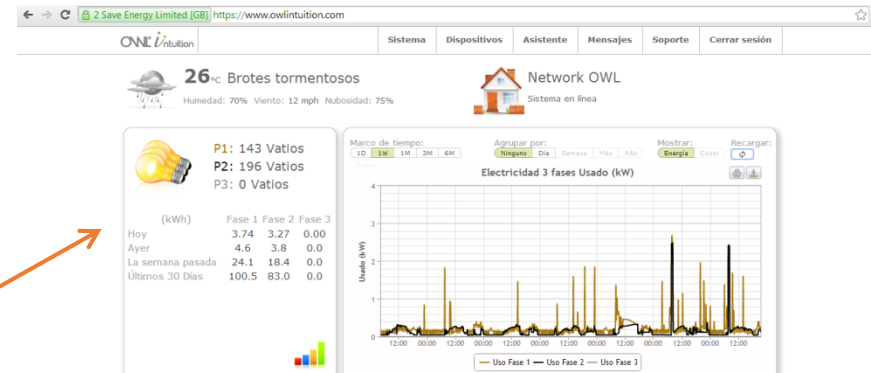 2 Save Energy Limited [GB] https://www.owlintuition.com
OWL intuition
Sistema Dispositivos Asistente Mensajes Soporte Cerrar sesión
26°C Brotes tormentosos
Humedad: 70% Viento: 12 mph Nubosidad: 75%
Network OWL
Sistema en línea
P1: 143 Vatios
P2: 196 Vatios
P3: 0 Vatios
(kWh) Fase 1 Fase 2 Fase 3
Hoy 3.74 3.27 0.00
Ayer 4.6 3.8 0.0
La semana pasada 24.1 18.4 0.0
Últimos 30 Días 100.5 83.0 0.0
Marco de tiempo: Agrupar por: Mostrar: Recargar:
1D 1W 1M 3M 6M Ninguno Día Semana Más Año Energía Costo
Electricidad 3 fases Usado (kW)
Usado (kW)
4
3
2
1
0
12:00 00:00 12:00 00:00 12:00 00:00 12:00 00:00 12:00 00:00 12:00 00:00 12:00
Uso Fase 1 Uso Fase 2 Uso Fase 3